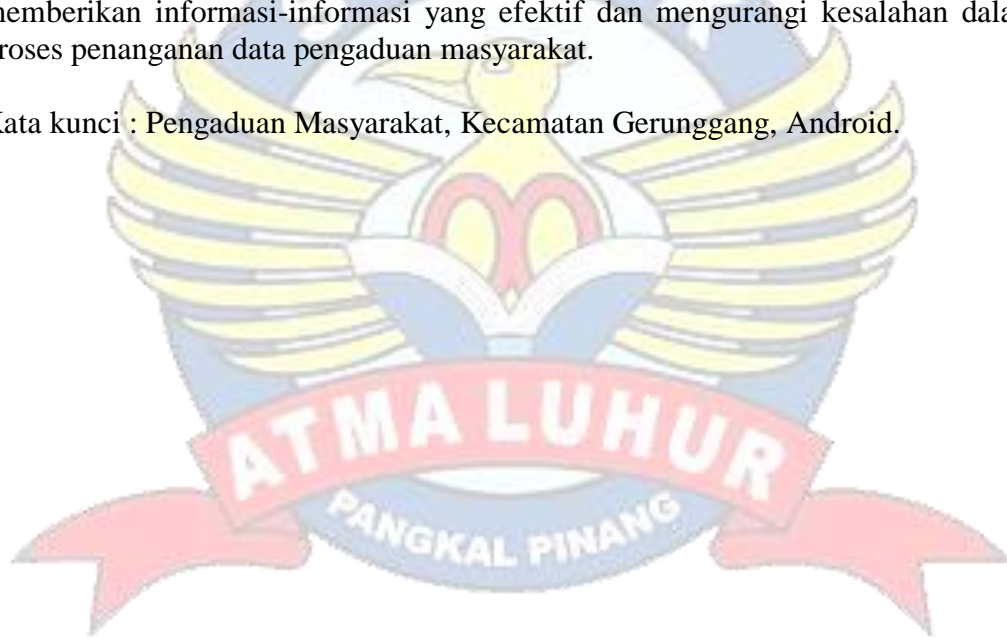 memberikan informasi-informasi yang efektif dan mengurangi kesalahan dala
roses penanganan data pengaduan masyarakat.
Kata kunci : Pengaduan Masyarakat, Kecamatan Gerunggang, Android.
ATMA LUHUR
PANGKAL PINANG